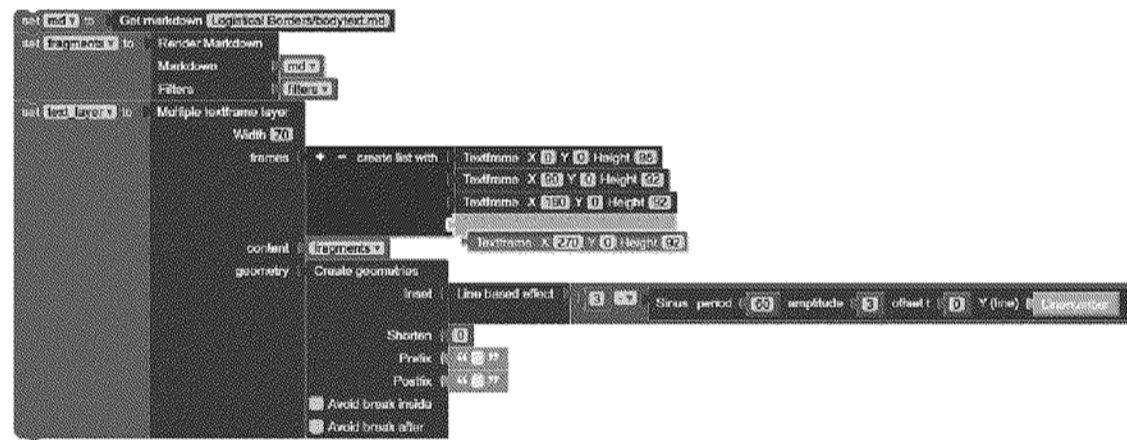 set md to Get markdown Logistical Borders/bodytext.md
set fragments to Render Markdown
Markdown md
Filters filters
set text_layer to Multiple textframe layer
Width 70
frames + - create list with Textframe X 0 Y 0 Height 95
Textframe X 90 Y 0 Height 92
Textframe X 180 Y 0 Height 92
Textframe X 270 Y 0 Height 92
content fragments
geometry Create geometries
Inset Line based effect 3 Sinus period 60 amplitude 3 offset t 0 Y (line) Linenumber
Shorten 0
Prefix “ ”
Postfix “ ”
Avoid break inside
Avoid break after